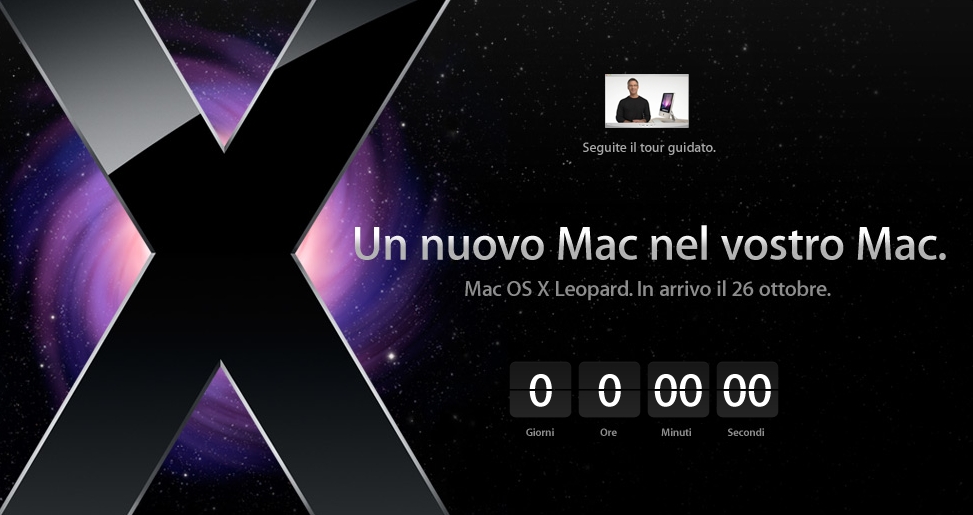 Seguite il tour guidato.
Un nuovo Mac nel vostro Mac.
Mac OS X Leopard. In arrivo il 26 ottobre.
0 0 00 00
Giorni Ore Minuti Secondi